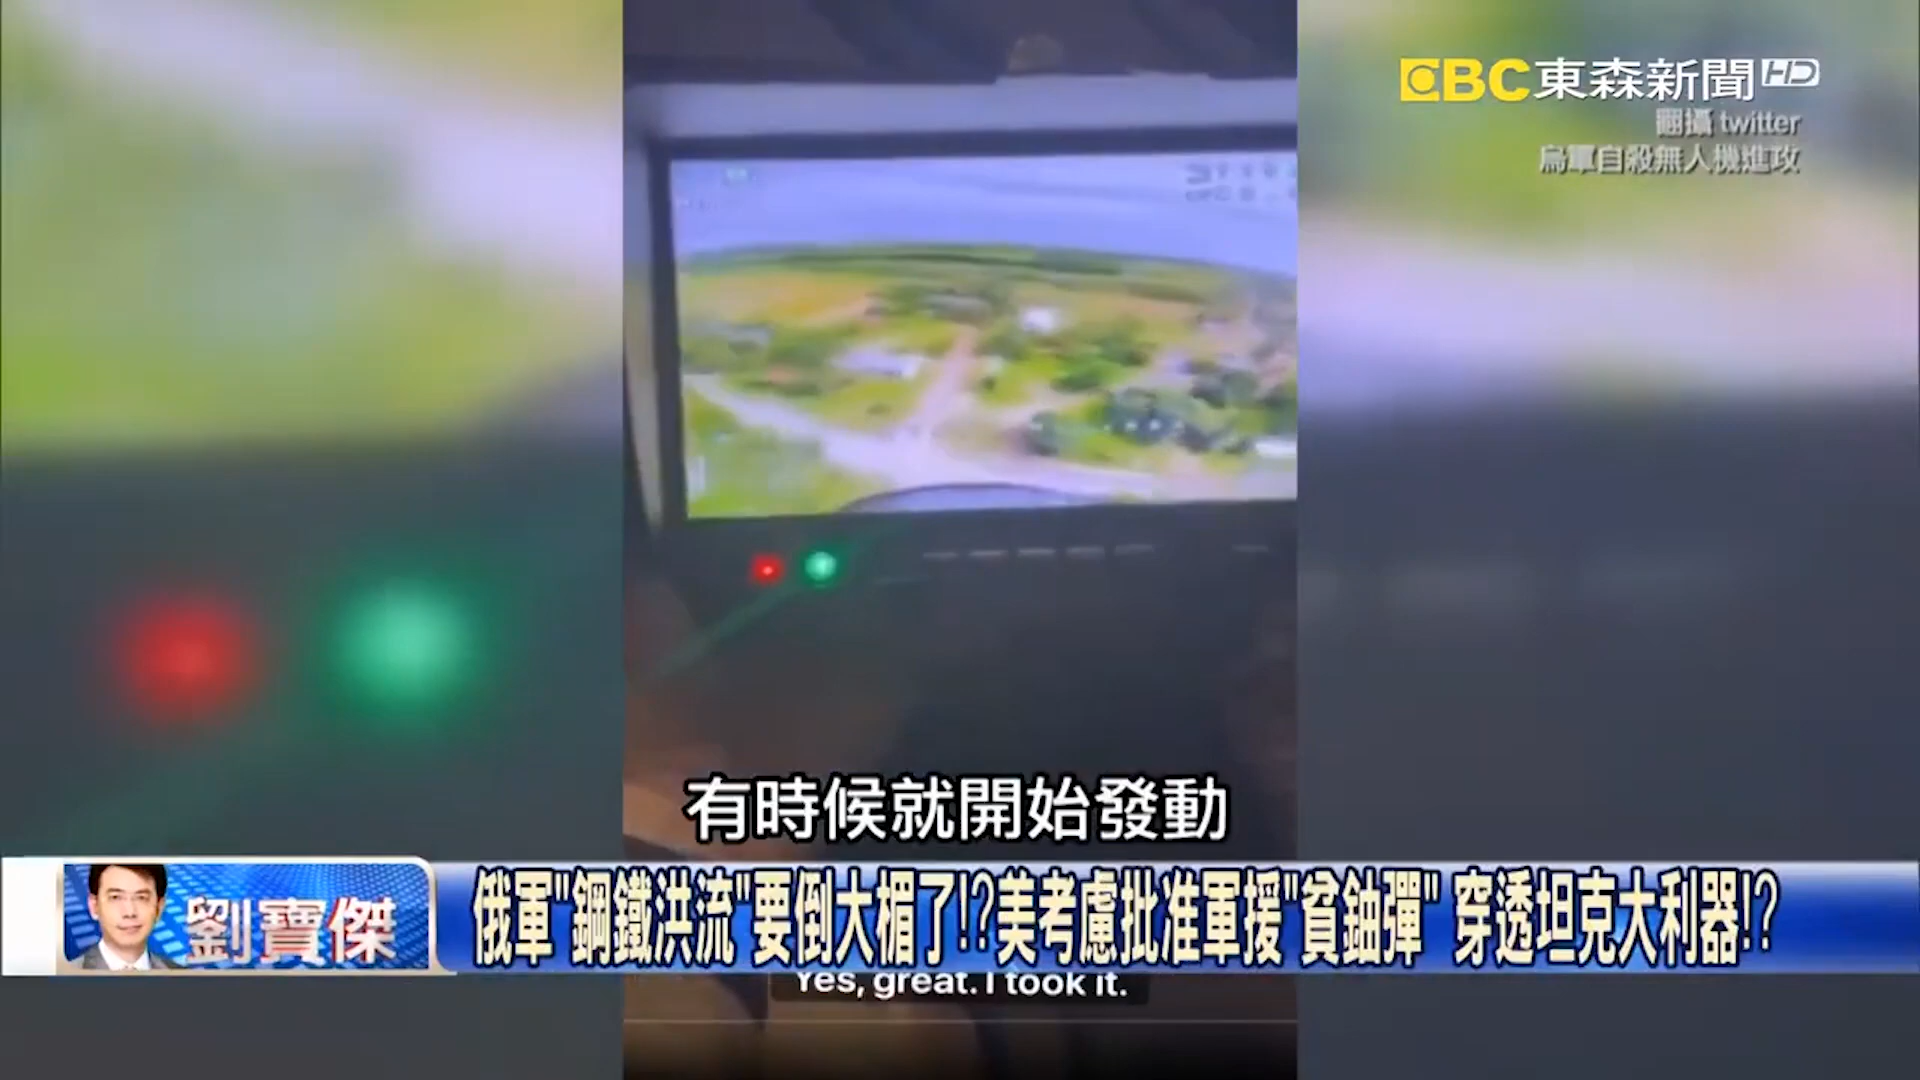 EBC東森新聞HD
翻攝 twitter
烏軍自殺無人機進攻
有時候就開始發動
劉寶傑
俄軍"鋼鐵洪流"要倒大楣了!?美考慮批准軍援"貧鈾彈" 穿透坦克大利器!?
Yes, great. I took it.